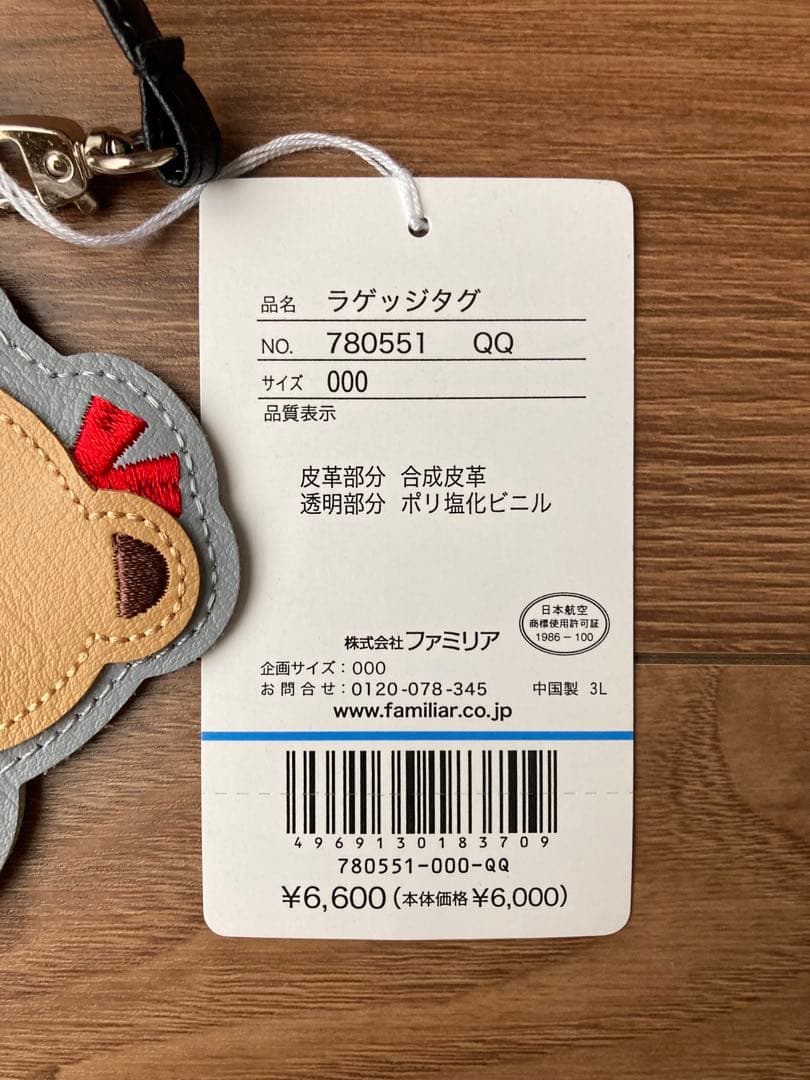 品名 ラゲッジタグ
NO. 780551 QQ
サイズ 000
品質表示
皮革部分 合成皮革
透明部分 ポリ塩化ビニル
日本航空
商標使用許可証
1986-100
株式会社ファミリア
企画サイズ:000
お問合せ:0120-078-345 中国製 3L
www.familiar.co.jp
4969130183709
780551-000-QQ
¥6,600(本体価格¥6,000)